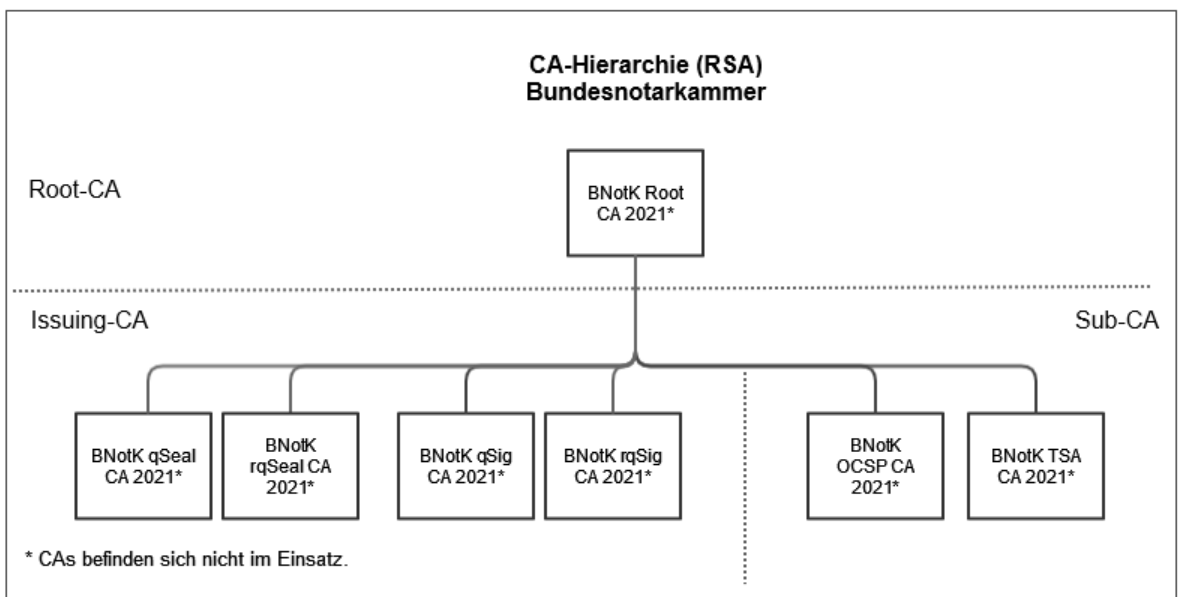 CA-Hierarchie (RSA)
Bundesnotarkammer
Root-CA
BNotK Root
CA 2021*
Issuing-CA
Sub-CA
BNotK qSeal
CA 2021*
BNotK
rqSeal CA
2021*
BNotK qSig
CA 2021*
BNotK rqSig
CA 2021*
BNotK
OCSP CA
2021*
BNotK TSA
CA 2021*
* CAs befinden sich nicht im Einsatz.